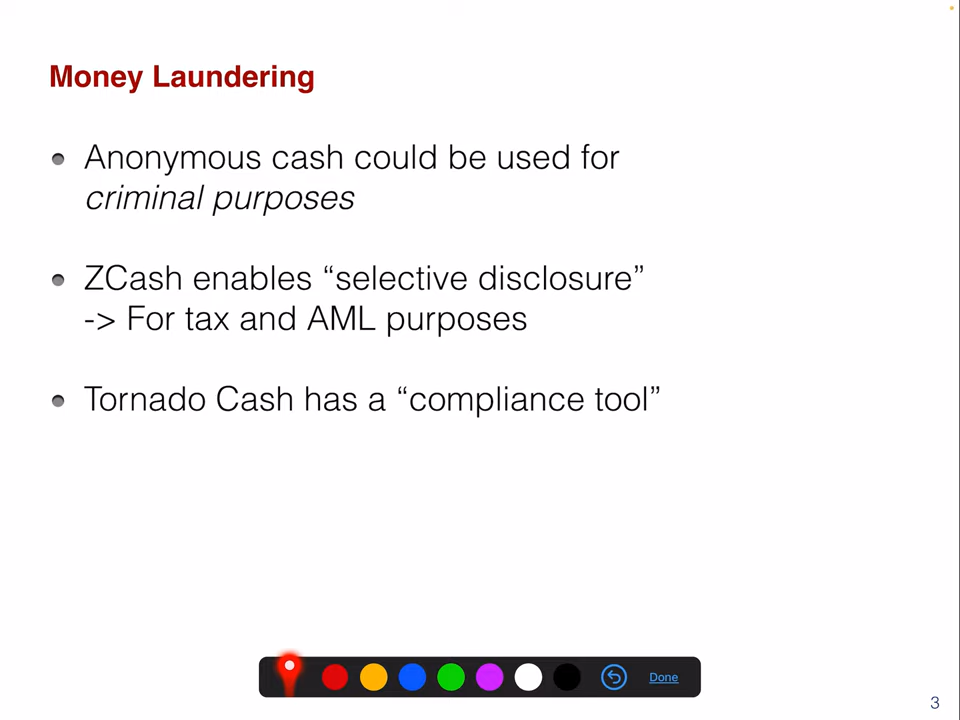 Money Laundering
Anonymous cash could be used for
criminal purposes
ZCash enables “selective disclosure”
-> For tax and AML purposes
Tornado Cash has a “compliance tool”
Done
3